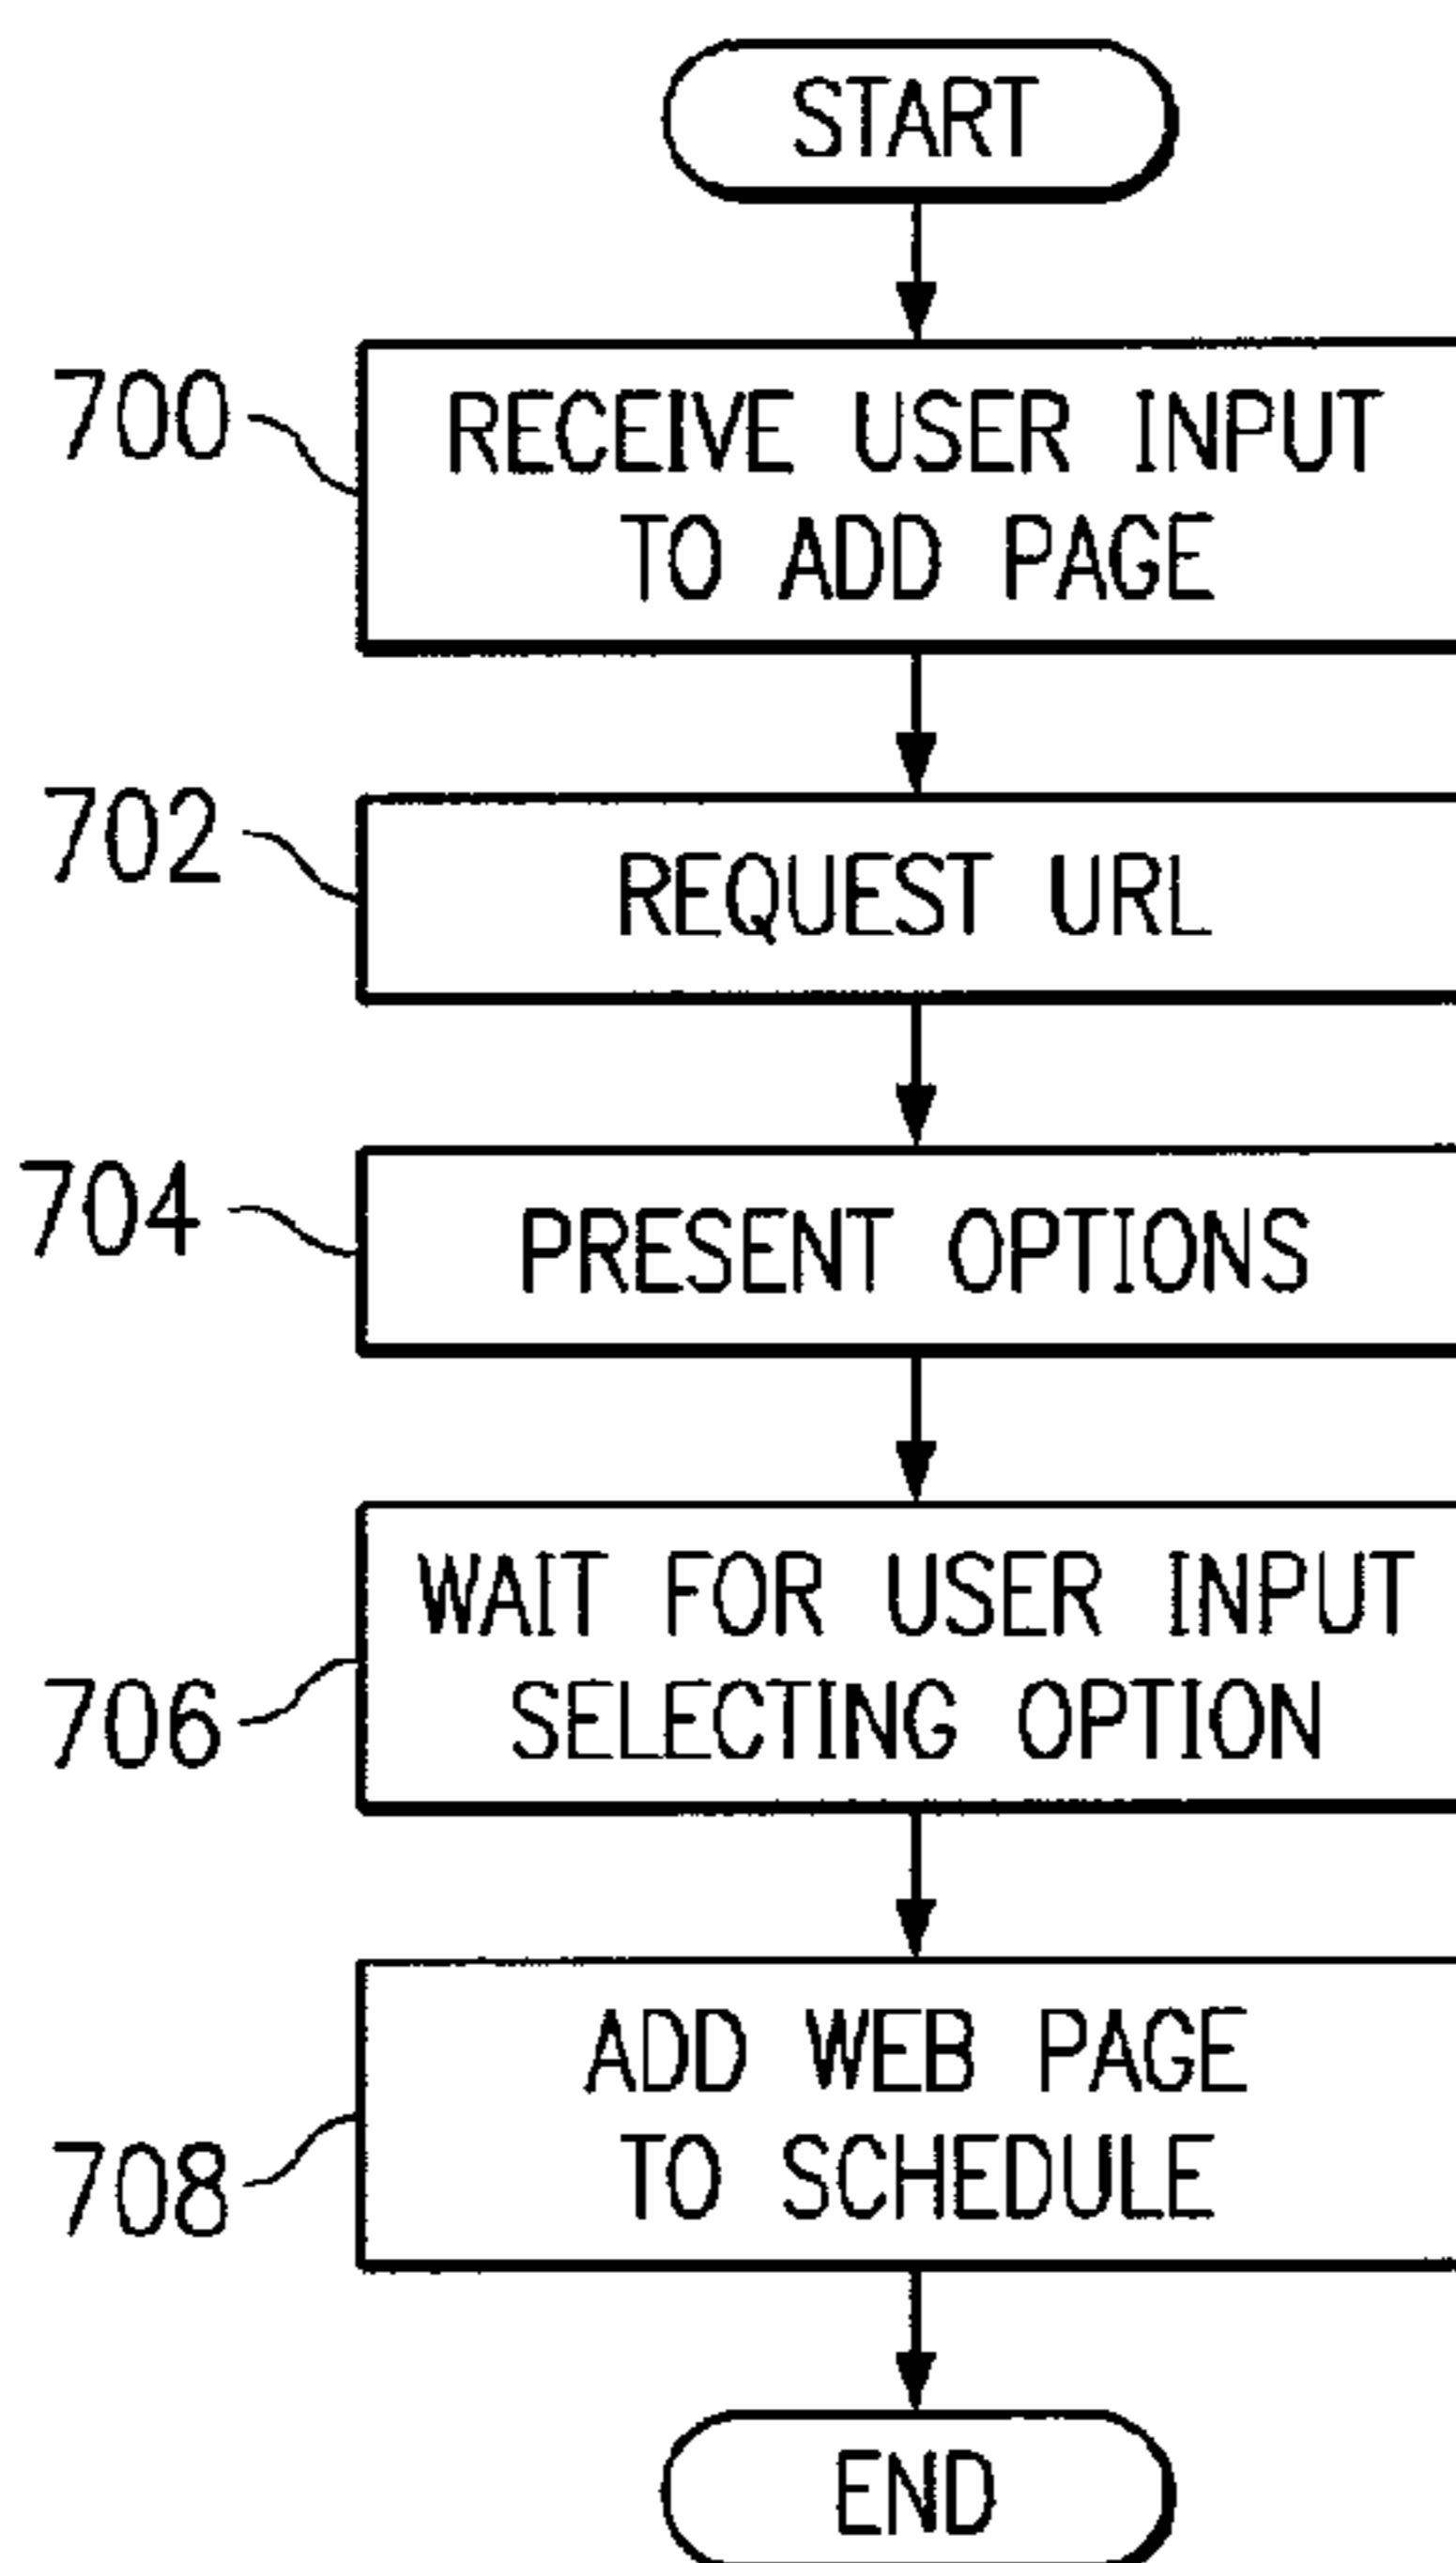 START
700
RECEIVE USER INPUT
TO ADD PAGE
702
REQUEST URL
704
PRESENT OPTIONS
WAIT FOR USER INPUT
706
SELECTING OPTION
ADD WEB PAGE
708
TO SCHEDULE
END